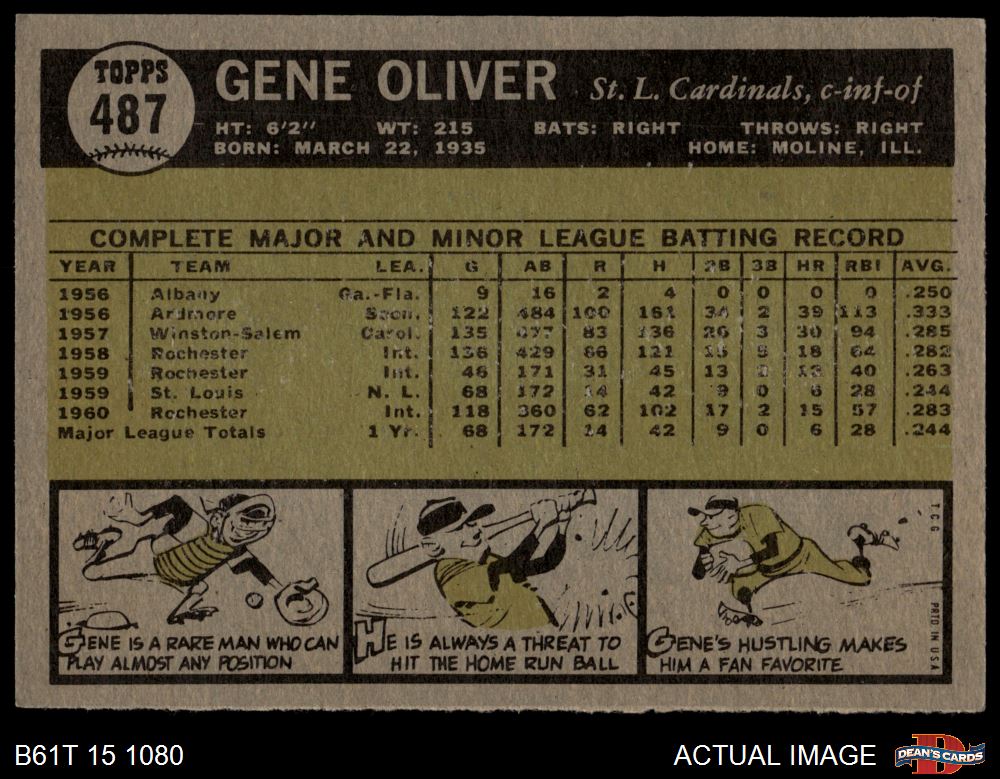 TOPPS
487
GENE OLIVER St. L. Cardinals, c-inf-of
HT: 6'2" WT: 215 BATS: RIGHT THROWS: RIGHT
BORN: MARCH 22, 1935 HOME: MOLINE, ILL.
COMPLETE MAJOR AND MINOR LEAGUE BATTING RECORD
YEAR TEAM LEA. G AB R H 2B 3B HR RBI AVG.
1956 Albany Ga.-Fla. 9 16 2 4 0 0 0 0 .250
1956 Ardmore Soon. 122 484 100 161 34 2 39 113 .333
1957 Winston-Salem Carol. 135 477 83 136 26 3 30 94 .285
1958 Rochester Int. 136 429 66 121 15 5 18 64 .282
1959 Rochester Int. 46 171 31 45 13 13 40 .263
1959 St. Louis N. L. 68 172 14 42 9 0 6 28 .244
1960 Rochester Int. 118 360 62 102 17 2 15 57 .283
Major League Totals 1 Yr. 68 172 14 42 9 0 6 28 .244
GENE IS A RARE MAN WHO CAN
PLAY ALMOST ANY POSITION
HE IS ALWAYS A THREAT TO
HIT THE HOME RUN BALL
GENE'S HUSTLING MAKES
HIM A FAN FAVORITE
T.C.G.
PRTD. IN U.S.A.
B61T 15 1080 ACTUAL IMAGE DEAN'S CARDS